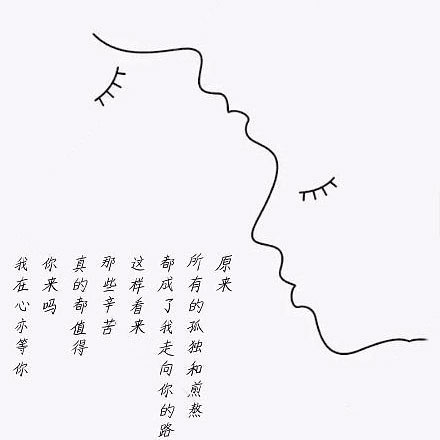 原来
所有的孤独和煎熬
都成了我走向你的路
这样看来
那些辛苦
真的都值得
你来吗
我在心亦等你